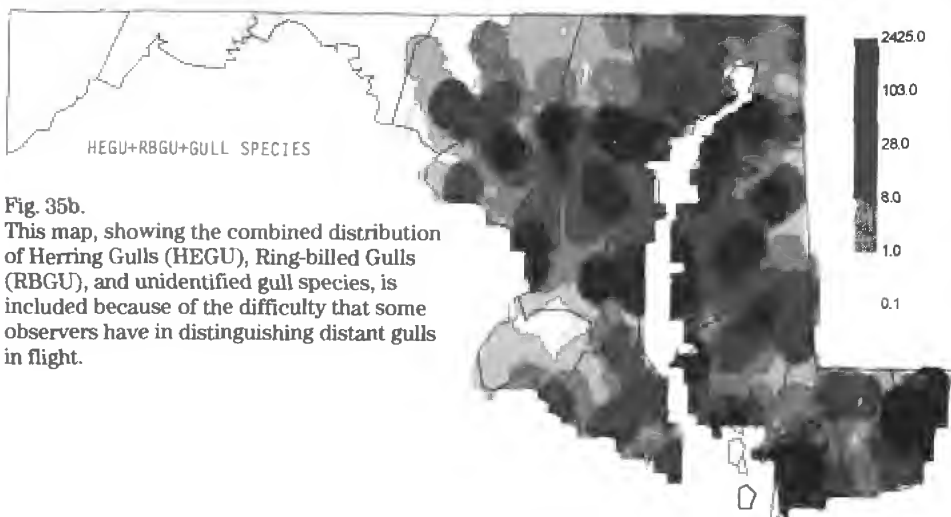 HEGU+RBGU+GULL SPECIES
Fig. 35b.
This map, showing the combined distribution
of Herring Gulls (HEGU), Ring-billed Gulls
(RBGU), and unidentified gull species, is
included because of the difficulty that some
observers have in distinguishing distant gulls
in flight.
2425.0
103.0
28.0
8.0
1.0
0.1